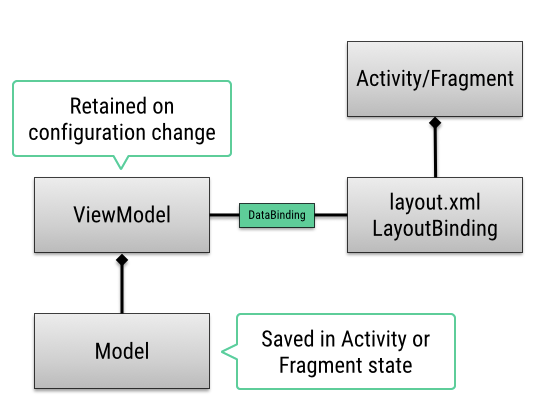 Activity/Fragment
Retained on
configuration change
ViewModel
DataBinding
layout.xml
LayoutBinding
Model
Saved in Activity or
Fragment state